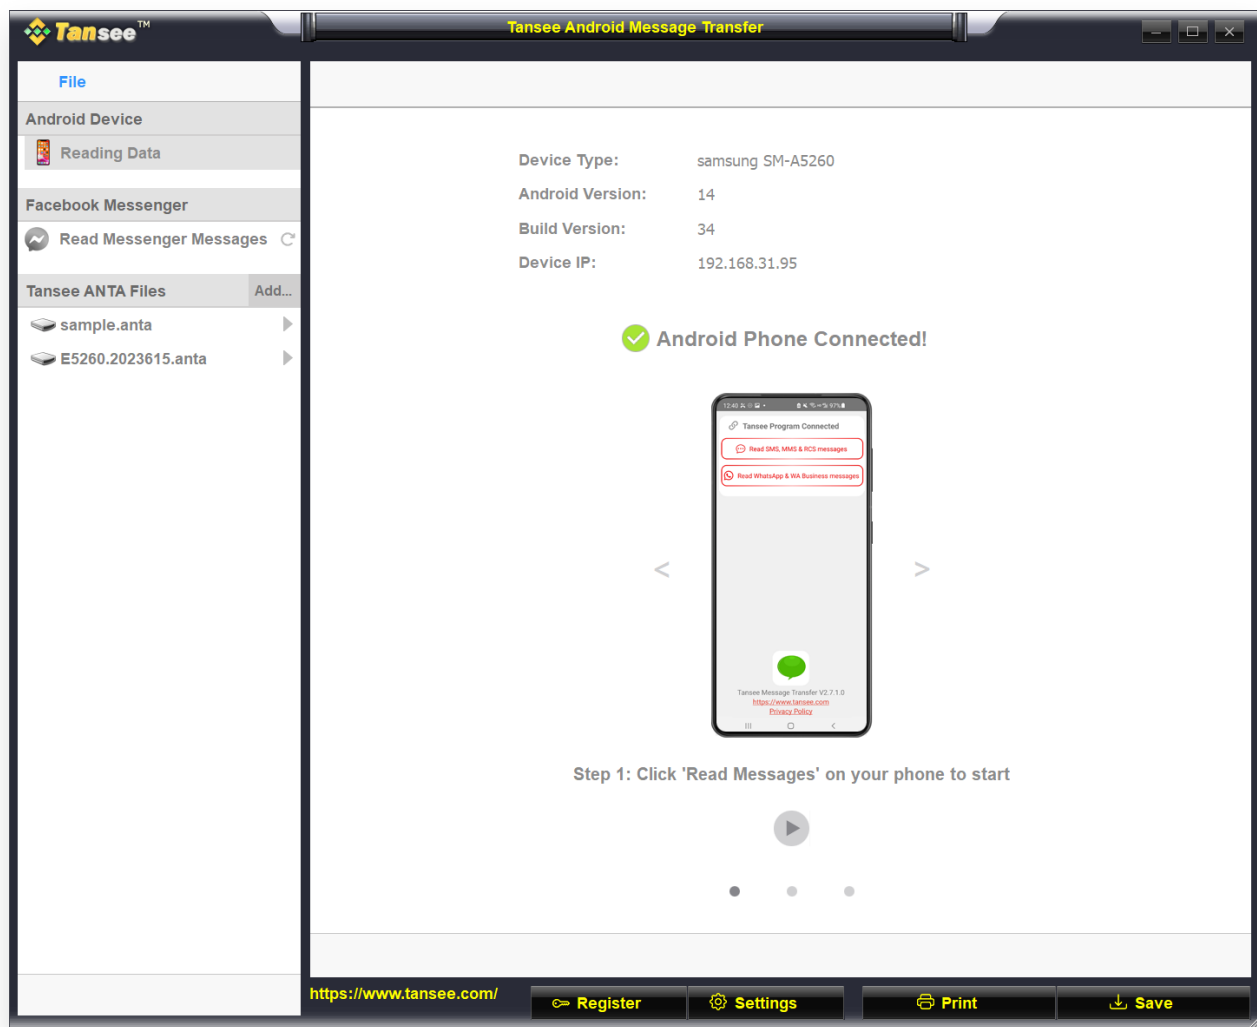 Tansee™
Tansee Android Message Transfer
File
Android Device
Reading Data
Facebook Messenger
Read Messenger Messages
Tansee ANTA Files Add...
sample.anta
E5260.2023615.anta
Device Type: samsung SM-A5260
Android Version: 14
Build Version: 34
Device IP: 192.168.31.95
Android Phone Connected!
12:40 97%
Tansee Program Connected
Read SMS, MMS & RCS messages
Read WhatsApp & WA Business messages
< >
Tansee Message Transfer V2.7.1.0
https://www.tansee.com
Privacy Policy
Step 1: Click 'Read Messages' on your phone to start
https://www.tansee.com/
Register Settings Print Save